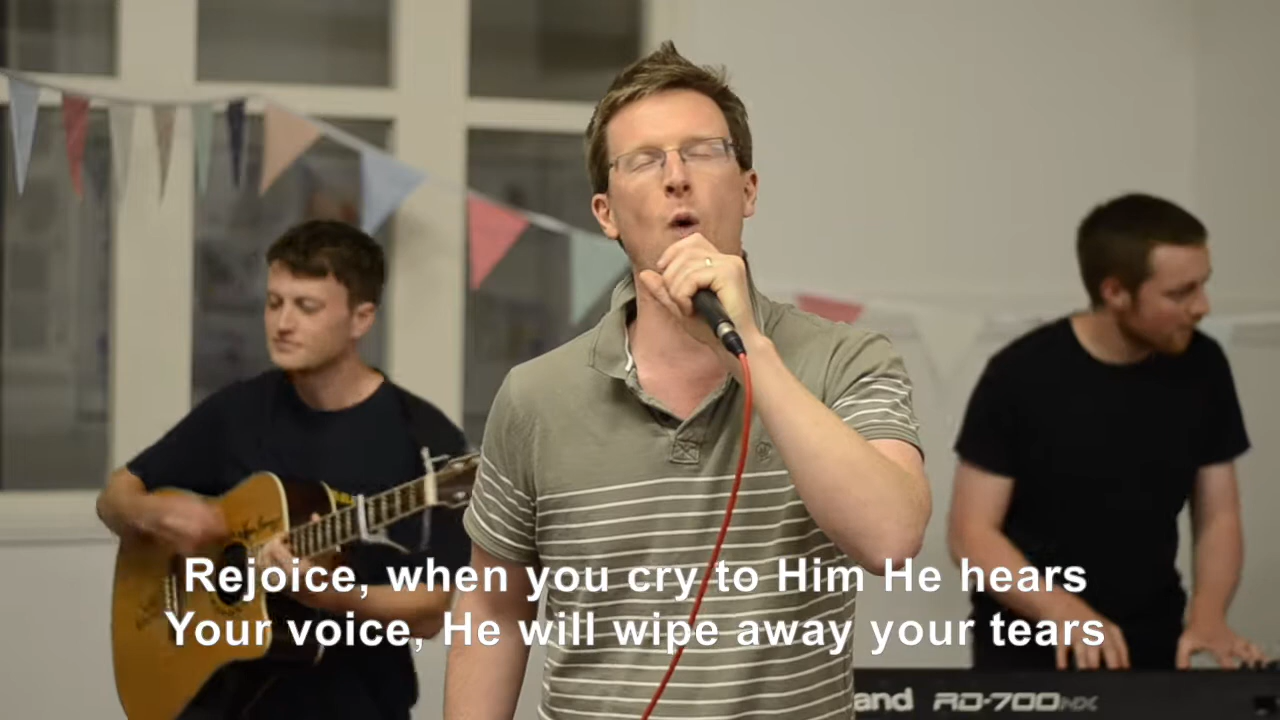 Rejoice, when you cry to Him He hears
Your voice, He will wipe away your tears
and RD-700NX